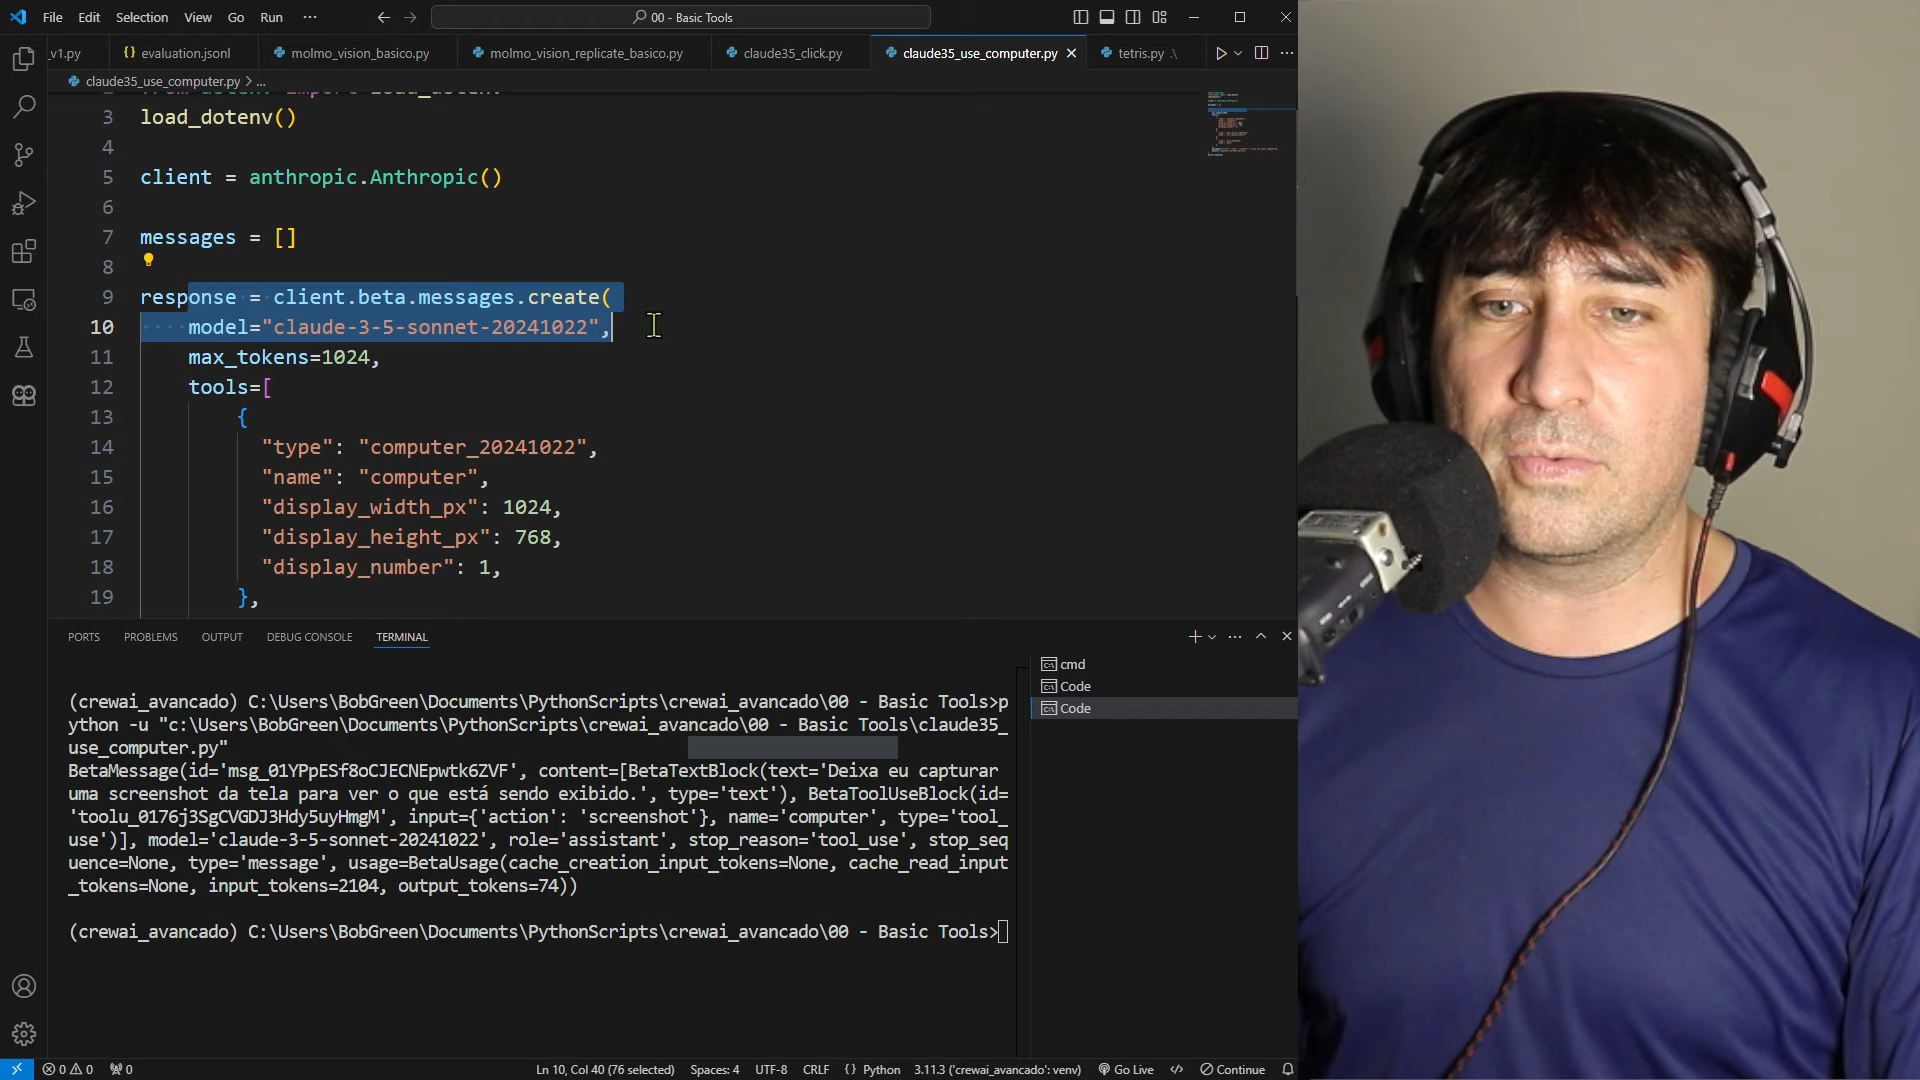 File Edit Selection View Go Run ··· 00 - Basic Tools
_v1.py evaluation.jsonl molmo_vision_basico.py molmo_vision_replicate_basico.py claude35_click.py claude35_use_computer.py tetris.py .\
claude35_use_computer.py > ...
3 load_dotenv()
4
5 client = anthropic.Anthropic()
6
7 messages = []
8
9 response = client.beta.messages.create(
10 model="claude-3-5-sonnet-20241022",
11 max_tokens=1024,
12 tools=[
13 {
14 "type": "computer_20241022",
15 "name": "computer",
16 "display_width_px": 1024,
17 "display_height_px": 768,
18 "display_number": 1,
19 },
PORTS PROBLEMS OUTPUT DEBUG CONSOLE TERMINAL
cmd
Code
Code
(crewai_avancado) C:\Users\BobGreen\Documents\PythonScripts\crewai_avancado\00 - Basic Tools>p
ython -u "c:\Users\BobGreen\Documents\PythonScripts\crewai_avancado\00 - Basic Tools\claude35_
use_computer.py"
BetaMessage(id='msg_01YPpESf8oCJECNEpwtk6ZVF', content=[BetaTextBlock(text='Deixa eu capturar
uma screenshot da tela para ver o que está sendo exibido.', type='text'), BetaToolUseBlock(id=
'toolu_0176j3SgCVGDJ3Hdy5uyHmgM', input={'action': 'screenshot'}, name='computer', type='tool_
use')], model='claude-3-5-sonnet-20241022', role='assistant', stop_reason='tool_use', stop_seq
uence=None, type='message', usage=BetaUsage(cache_creation_input_tokens=None, cache_read_input
_tokens=None, input_tokens=2104, output_tokens=74))
(crewai_avancado) C:\Users\BobGreen\Documents\PythonScripts\crewai_avancado\00 - Basic Tools>
0 0 0 Ln 10, Col 40 (76 selected) Spaces: 4 UTF-8 CRLF Python 3.11.3 ('crewai_avancado': venv) Go Live Continue